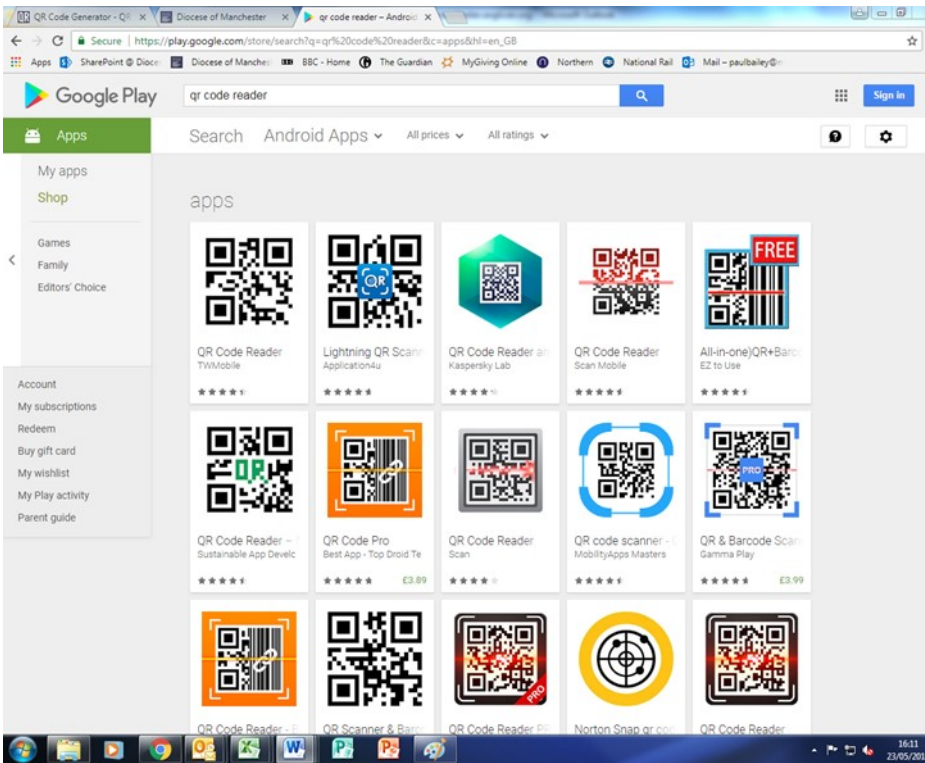 QR Code Generator - QR
Diocese of Manchester
qr code reader – Android
Secure
https://play.google.com/store/search?q=qr%20code%20reader&c=apps&hl=en_GB
Apps
SharePoint @ Dioce
Diocese of Manches
BBC - Home
The Guardian
MyGiving Online
Northern
National Rail
Mail – paulbailey@
Google Play
qr code reader
Sign in
Apps
Search
Android Apps
All prices
All ratings
My apps
Shop
Games
Family
Editors' Choice
Account
My subscriptions
Redeem
Buy gift card
My wishlist
My Play activity
Parent guide
apps
QR Code Reader
TWMobile
QR
Lightning QR Scann
Application4u
QR Code Reader an
Kaspersky Lab
QR Code Reader
Scan Mobile
FREE
All-in-one)QR+Barc
EZ to Use
QR
QR Code Reader –
Sustainable App Develc
QR Code Pro
Best App - Top Droid Te
£3.89
QR Code Reader
Scan
QR code scanner -
MobilityApps Masters
PRO
QR & Barcode Scan
Gamma Play
£3.99
QR Code Reader -
QR Scanner & Barc
PRO
QR Code Reader
Norton Snap qr cod
QR Code Reader
16:11
23/05/201